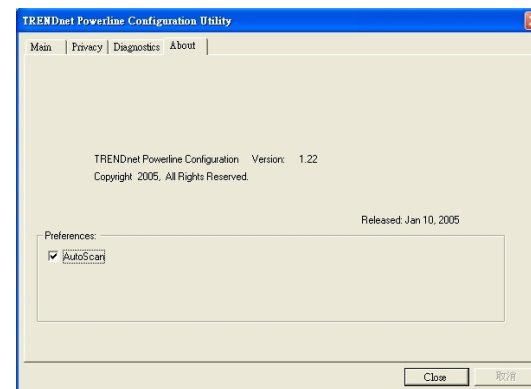 TRENDnet Powerline Configuration Utility
Main Privacy Diagnostics About
TRENDnet Powerline Configuration Version: 1.22
Copyright 2005, All Rights Reserved.
Released: Jan 10, 2005
Preferences:
AutoScan
Close 取消